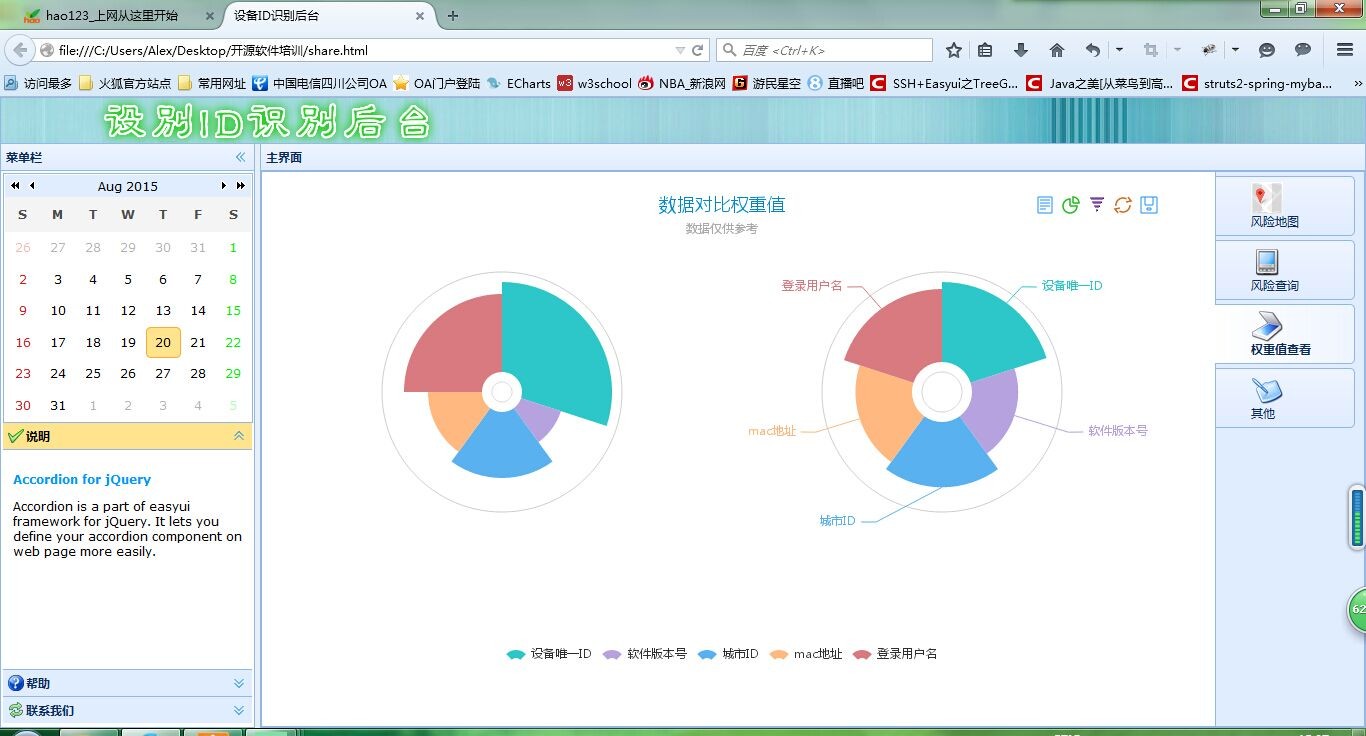 hao123_上网从这里开始
设备ID识别后台
file:///C:/Users/Alex/Desktop/开源软件培训/share.html
百度 <Ctrl+K>
访问最多 火狐官方站点 常用网址 中国电信四川公司OA OA门户登陆 ECharts w3school NBA_新浪网 游民星空 直播吧 SSH+Easyui之TreeG... Java之美[从菜鸟到高... struts2-spring-myba... »
设别ID识别后台
菜单栏
主界面
Aug 2015
S M T W T F S
26 27 28 29 30 31 1
2 3 4 5 6 7 8
9 10 11 12 13 14 15
16 17 18 19 20 21 22
23 24 25 26 27 28 29
30 31 1 2 3 4 5
说明
Accordion for jQuery
Accordion is a part of easyui
framework for jQuery. It lets you
define your accordion component on
web page more easily.
帮助
联系我们
数据对比权重值
数据仅供参考
登录用户名
设备唯一ID
mac地址
软件版本号
城市ID
设备唯一ID 软件版本号 城市ID mac地址 登录用户名
风险地图
风险查询
权重值查看
其他
62